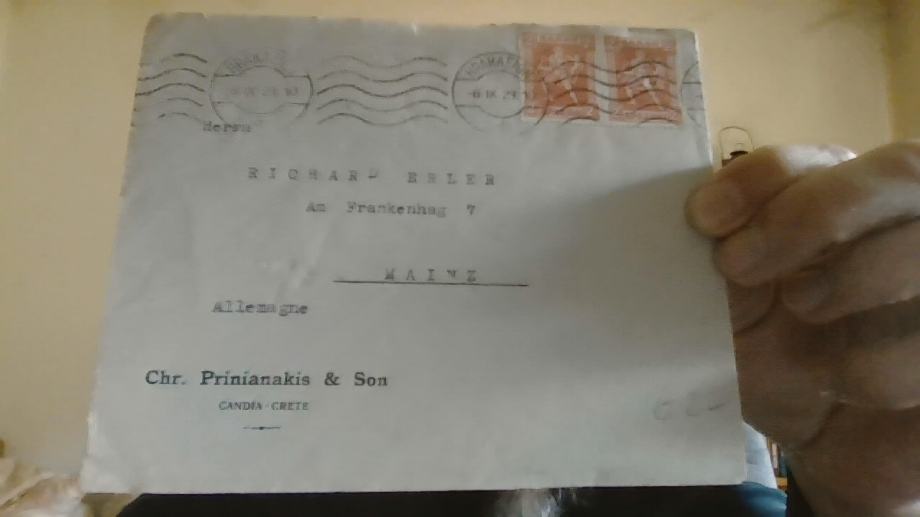 Herrn
RICHARD ERLER
Am Frankenhag 7
MAINZ
Allemagne
Chr. Prinianakis & Son
CANDIA-CRETE